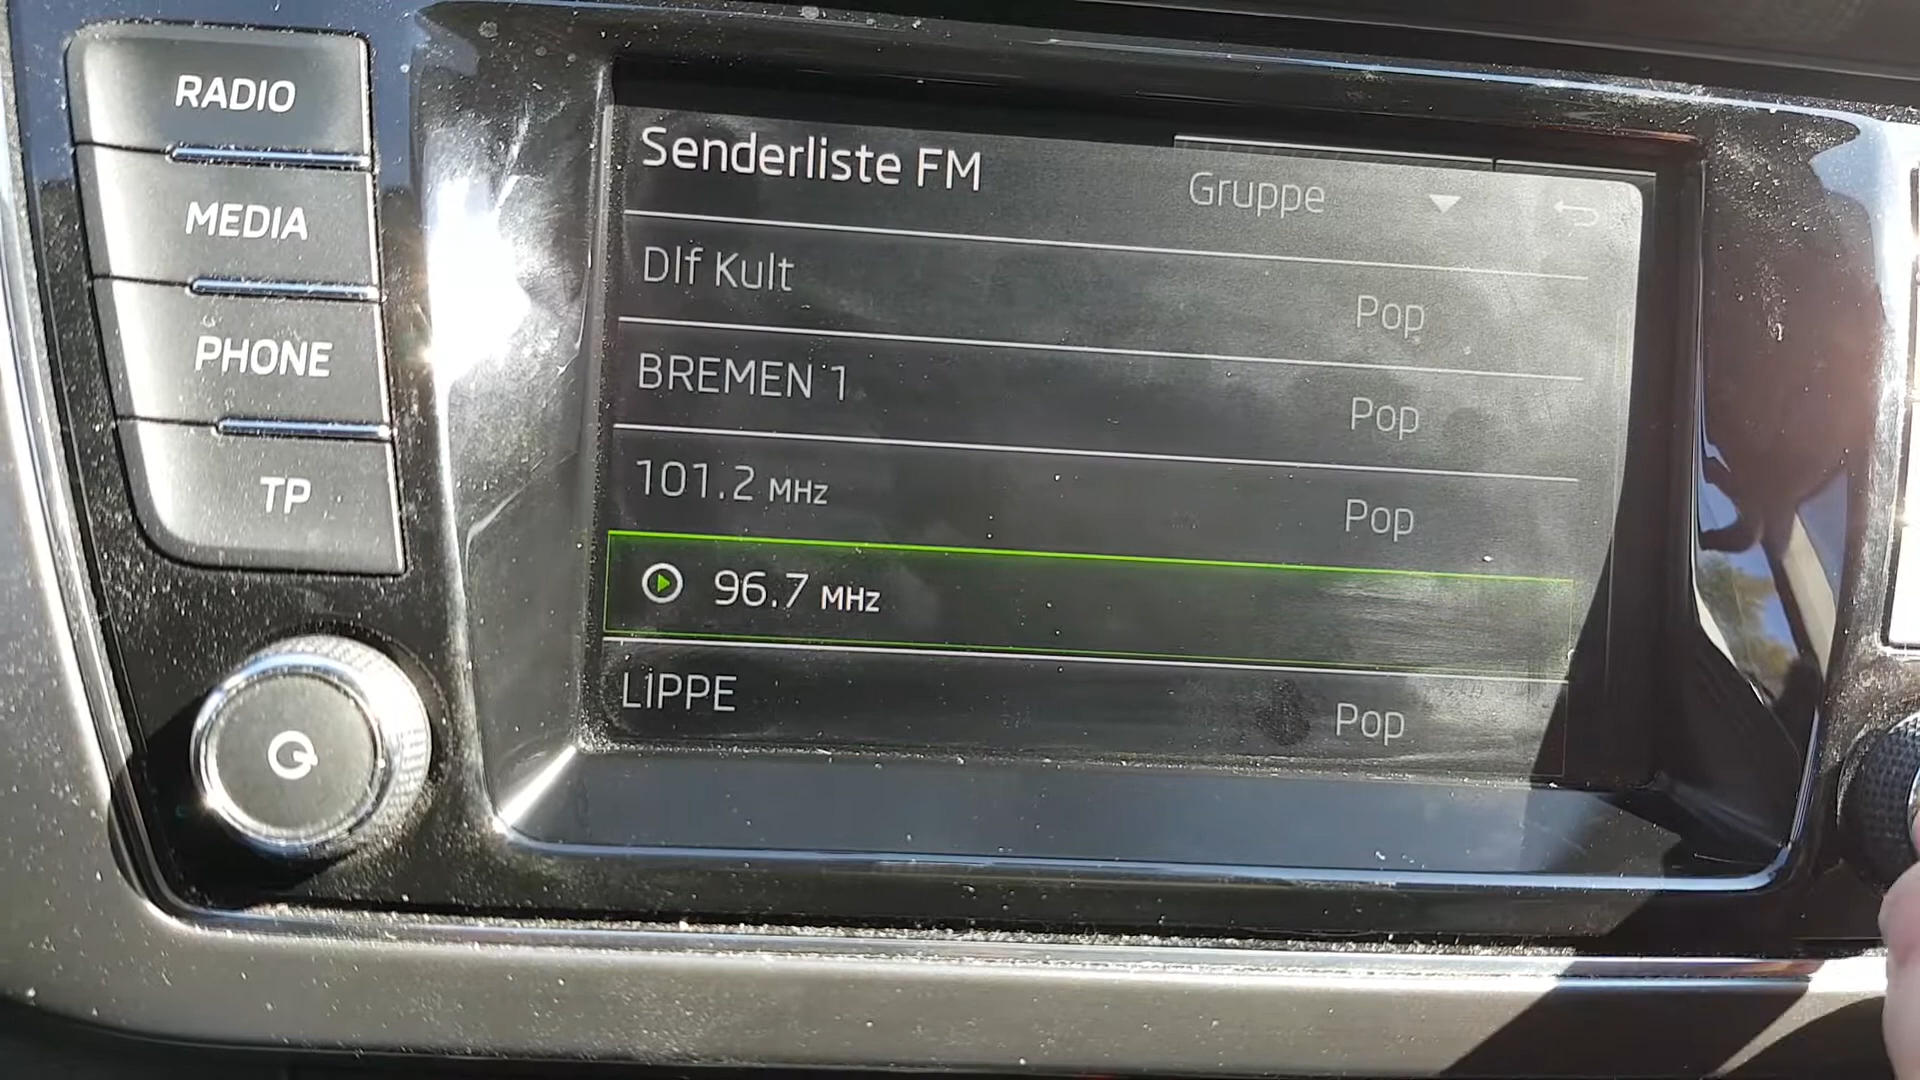 RADIO
MEDIA
PHONE
TP
Senderliste FM
Gruppe
Dlf Kult
Pop
BREMEN 1
Pop
101.2 MHz
Pop
96.7 MHz
LIPPE
Pop